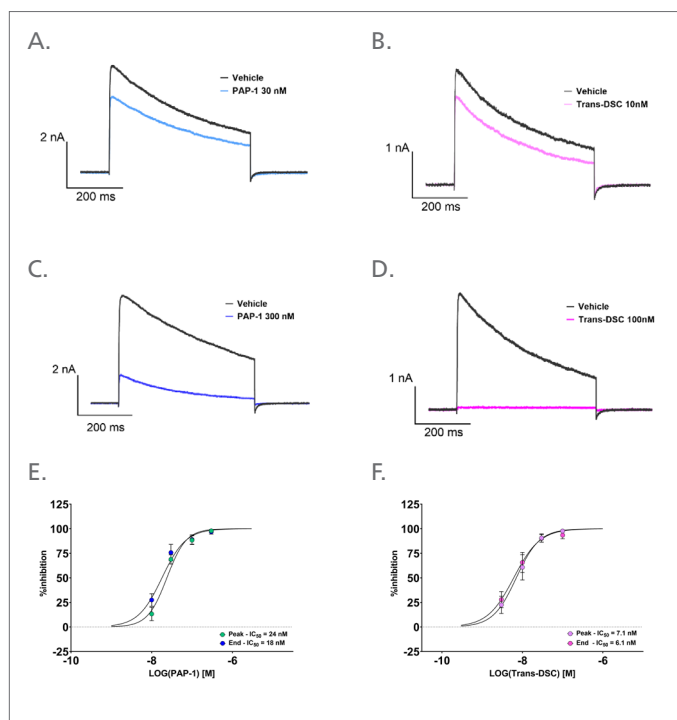 A.
Vehicle
PAP-1 30 nM
2 nA
200 ms
B.
Vehicle
Trans-DSC 10nM
1 nA
200 ms
C.
Vehicle
PAP-1 300 nM
2 nA
200 ms
D.
Vehicle
Trans-DSC 100nM
1 nA
200 ms
E.
125
100
75
50
25
0
%inhibition
Peak - IC50 = 24 nM
End - IC50 = 18 nM
-10 -8 -6
LOG(PAP-1) [M]
F.
125
100
75
50
25
0
%inhibition
Peak - IC50 = 7.1 nM
End - IC50 = 6.1 nM
-10 -8 -6
LOG(Trans-DSC) [M]